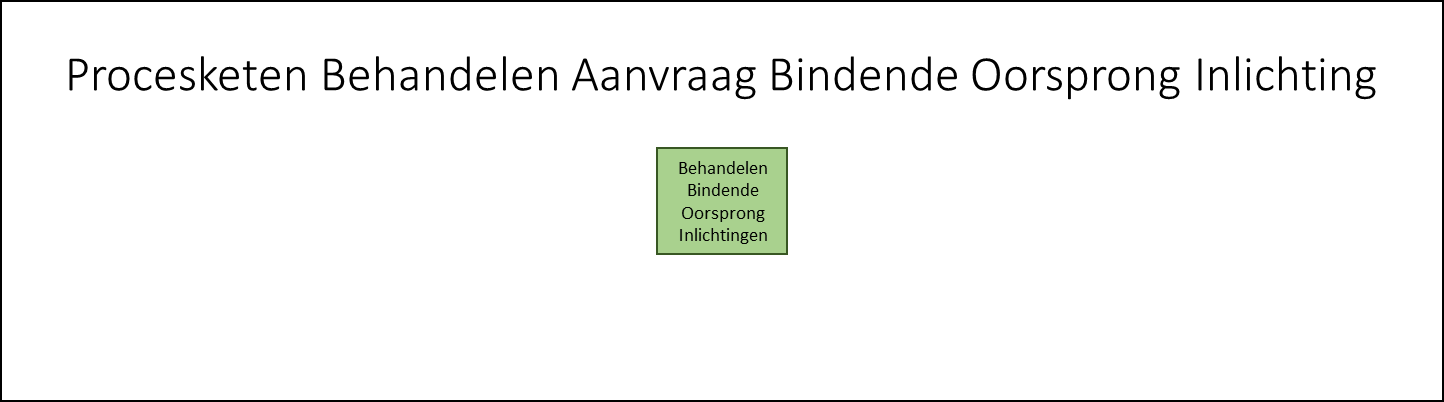 Procesketen Behandelen Aanvraag Bindende Oorsprong Inlichting
Behandelen
Bindende
Oorsprong
Inlichtingen